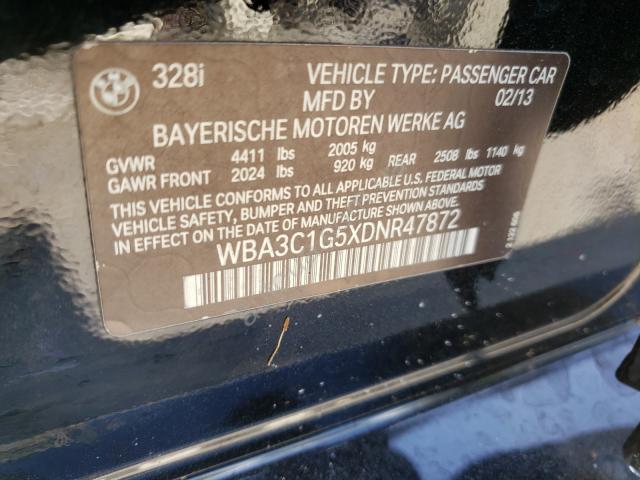 328i VEHICLE TYPE: PASSENGER CAR
MFD BY 02/13
BAYERISCHE MOTOREN WERKE AG
GVWR 4411 lbs 2005 kg
GAWR FRONT 2024 lbs 920 kg REAR 2508 lbs 1140 kg
THIS VEHICLE CONFORMS TO ALL APPLICABLE U.S. FEDERAL MOTOR
VEHICLE SAFETY, BUMPER AND THEFT PREVENTION STANDARDS
IN EFFECT ON THE DATE OF MANUFACTURE SHOWN ABOVE.
WBA3C1G5XDNR47872